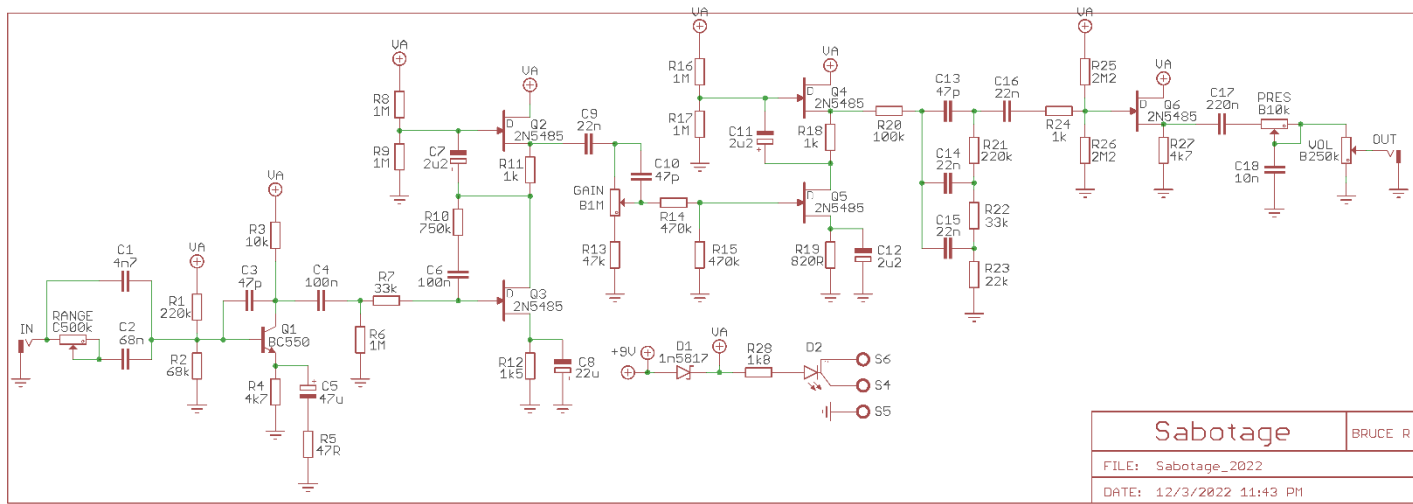 IN
RANGE
C500k
C1
4n7
C2
68n
VA
R1
220k
R2
68k
C3
47p
VA
R3
10k
Q1
BC550
R4
4k7
C5
47u
R5
47R
C4
100n
R6
1M
R7
33k
VA
R8
1M
R9
1M
C7
2u2
R10
750k
C6
100n
VA
D
Q2
2N5485
R11
1k
D
Q3
2N5485
R12
1k5
C8
22u
C9
22n
C10
47p
GAIN
B1M
R13
47k
R14
470k
R15
470k
VA
R16
1M
R17
1M
C11
2u2
VA
D
Q4
2N5485
R18
1k
D
Q5
2N5485
R19
820R
C12
2u2
R20
100k
C13
47p
C14
22n
C15
22n
R21
220k
R22
33k
R23
22k
C16
22n
R24
1k
VA
R25
2M2
R26
2M2
VA
D
Q6
2N5485
R27
4k7
C17
220n
PRES
B10k
C18
10n
VOL
B250k
OUT
+9V
D1
1n5817
VA
R28
1k8
D2
S6
S4
S5
Sabotage
BRUCE R
FILE: Sabotage_2022
DATE: 12/3/2022 11:43 PM